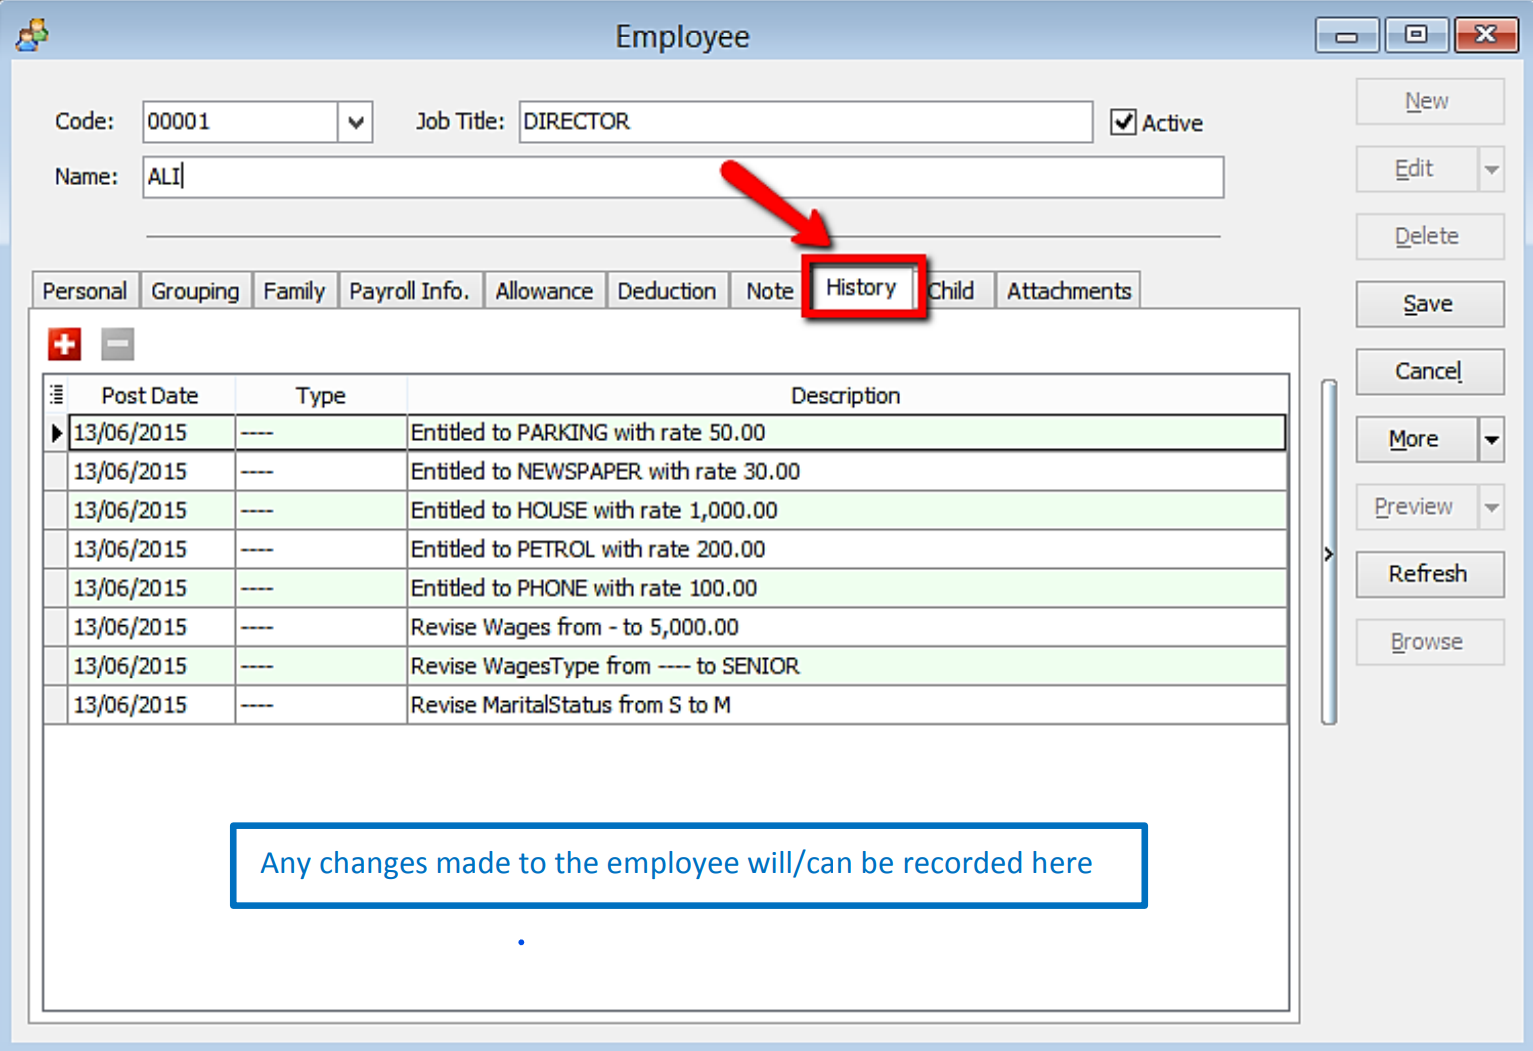 Employee
Code: 00001 Job Title: DIRECTOR Active
Name: ALI
Personal Grouping Family Payroll Info. Allowance Deduction Note History Child Attachments
Post Date Type Description
13/06/2015 ---- Entitled to PARKING with rate 50.00
13/06/2015 ---- Entitled to NEWSPAPER with rate 30.00
13/06/2015 ---- Entitled to HOUSE with rate 1,000.00
13/06/2015 ---- Entitled to PETROL with rate 200.00
13/06/2015 ---- Entitled to PHONE with rate 100.00
13/06/2015 ---- Revise Wages from - to 5,000.00
13/06/2015 ---- Revise WagesType from ---- to SENIOR
13/06/2015 ---- Revise MaritalStatus from S to M
Any changes made to the employee will/can be recorded here
.
New
Edit
Delete
Save
Cancel
More
Preview
Refresh
Browse